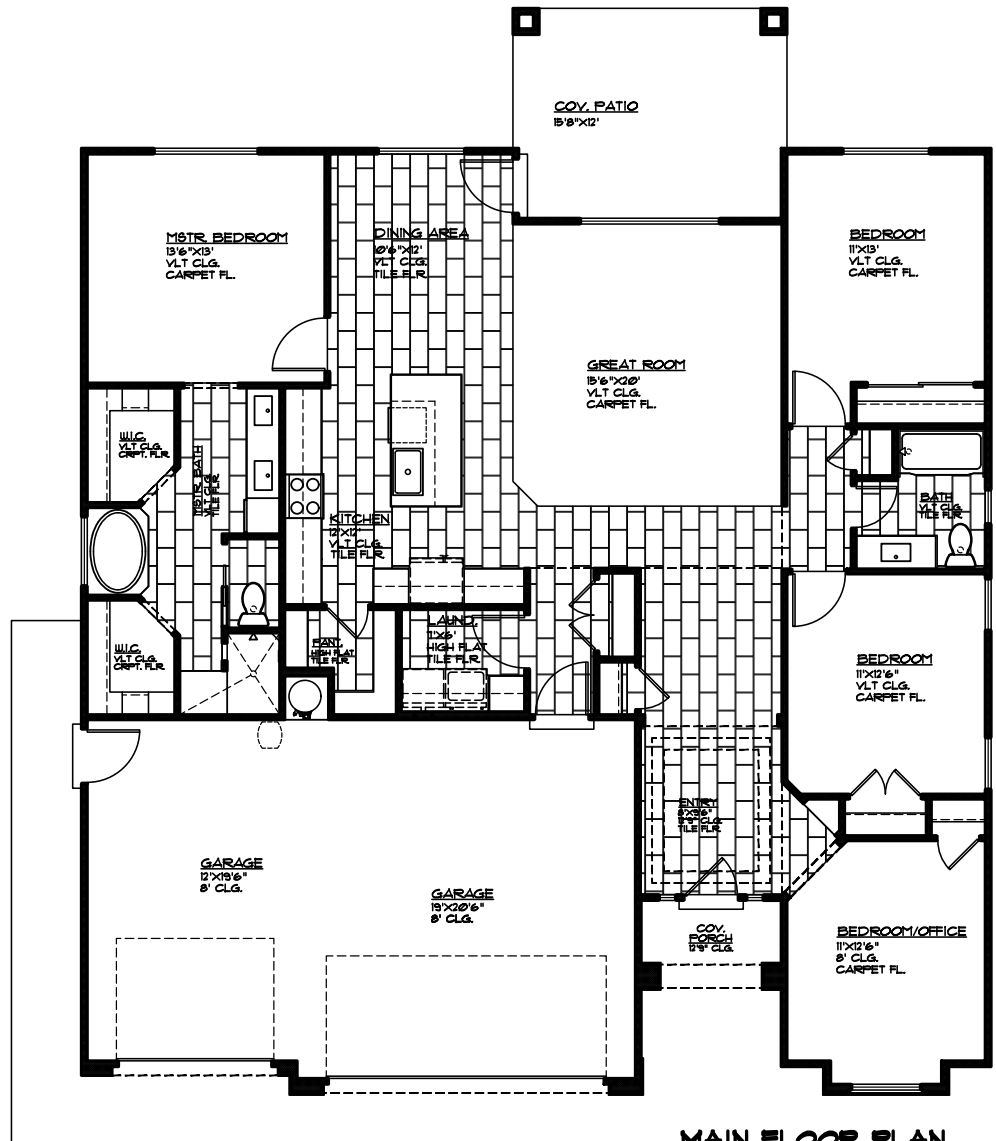 COV. PATIO
15'8"X12'
MSTR. BEDROOM
13'6"X13'
VLT CLG.
CARPET FL.
DINING AREA
10'6"X12'
VLT CLG.
TILE FLR.
BEDROOM
11'X13'
VLT CLG.
CARPET FL.
GREAT ROOM
15'6"X20'
VLT CLG.
CARPET FL.
W.I.C.
VLT CLG.
CRPT. FLR.
MSTR. BATH
VLT CLG.
TILE FLR.
KITCHEN
12'X12'
VLT CLG.
TILE FLR.
BATH
VLT CLG.
TILE FLR.
W.I.C.
VLT CLG.
CRPT. FLR.
PANT.
HIGH FLAT
TILE FLR.
LAUND.
7'X6'
HIGH FLAT
TILE FLR.
BEDROOM
11'X12'6"
VLT CLG.
CARPET FL.
ENTRY
12'9" CLG.
TILE FLR.
GARAGE
12'X19'6"
8' CLG.
GARAGE
19'X20'6"
8' CLG.
COV.
PORCH
12'9" CLG.
BEDROOM/OFFICE
11'X12'6"
8' CLG.
CARPET FL.
MAIN FLOOR PLAN